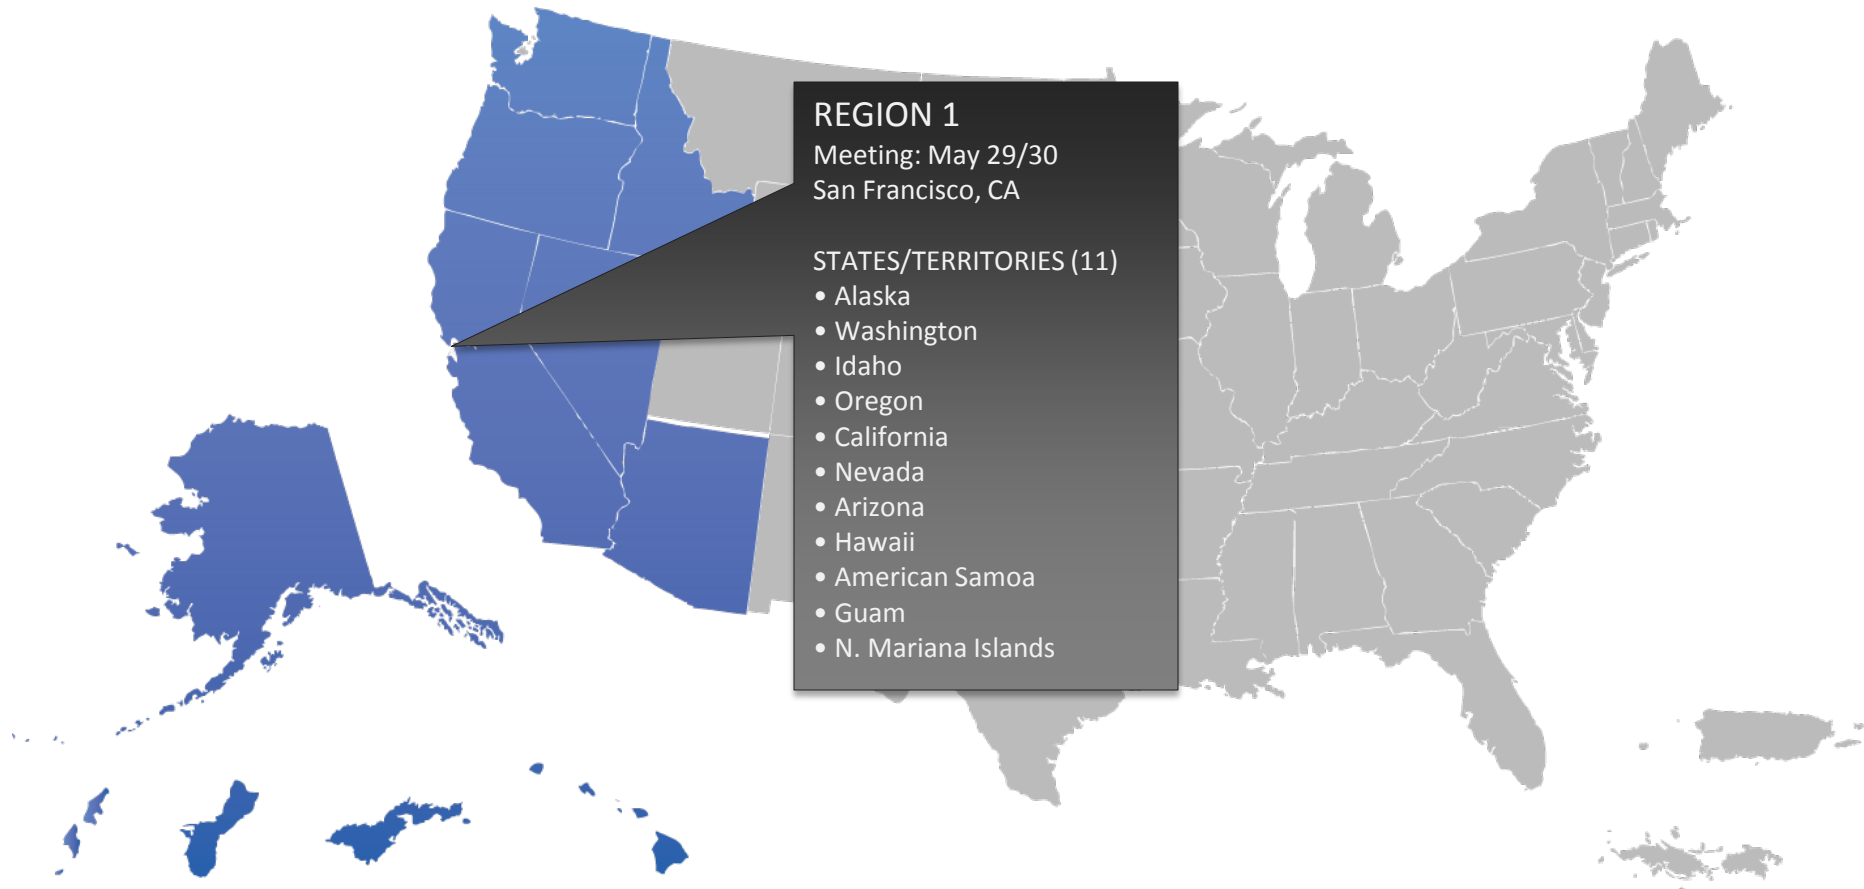 REGION 1
Meeting: May 29/30
San Francisco, CA
STATES/TERRITORIES (11)
• Alaska
• Washington
• Idaho
• Oregon
• California
• Nevada
• Arizona
• Hawaii
• American Samoa
• Guam
• N. Mariana Islands